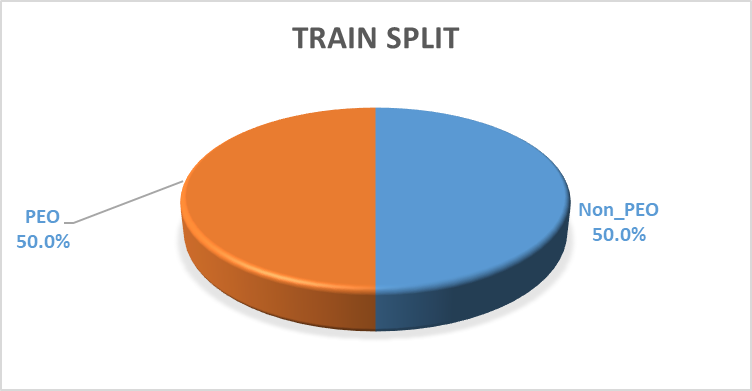 TRAIN SPLIT
PEO
50.0%
Non_PEO
50.0%